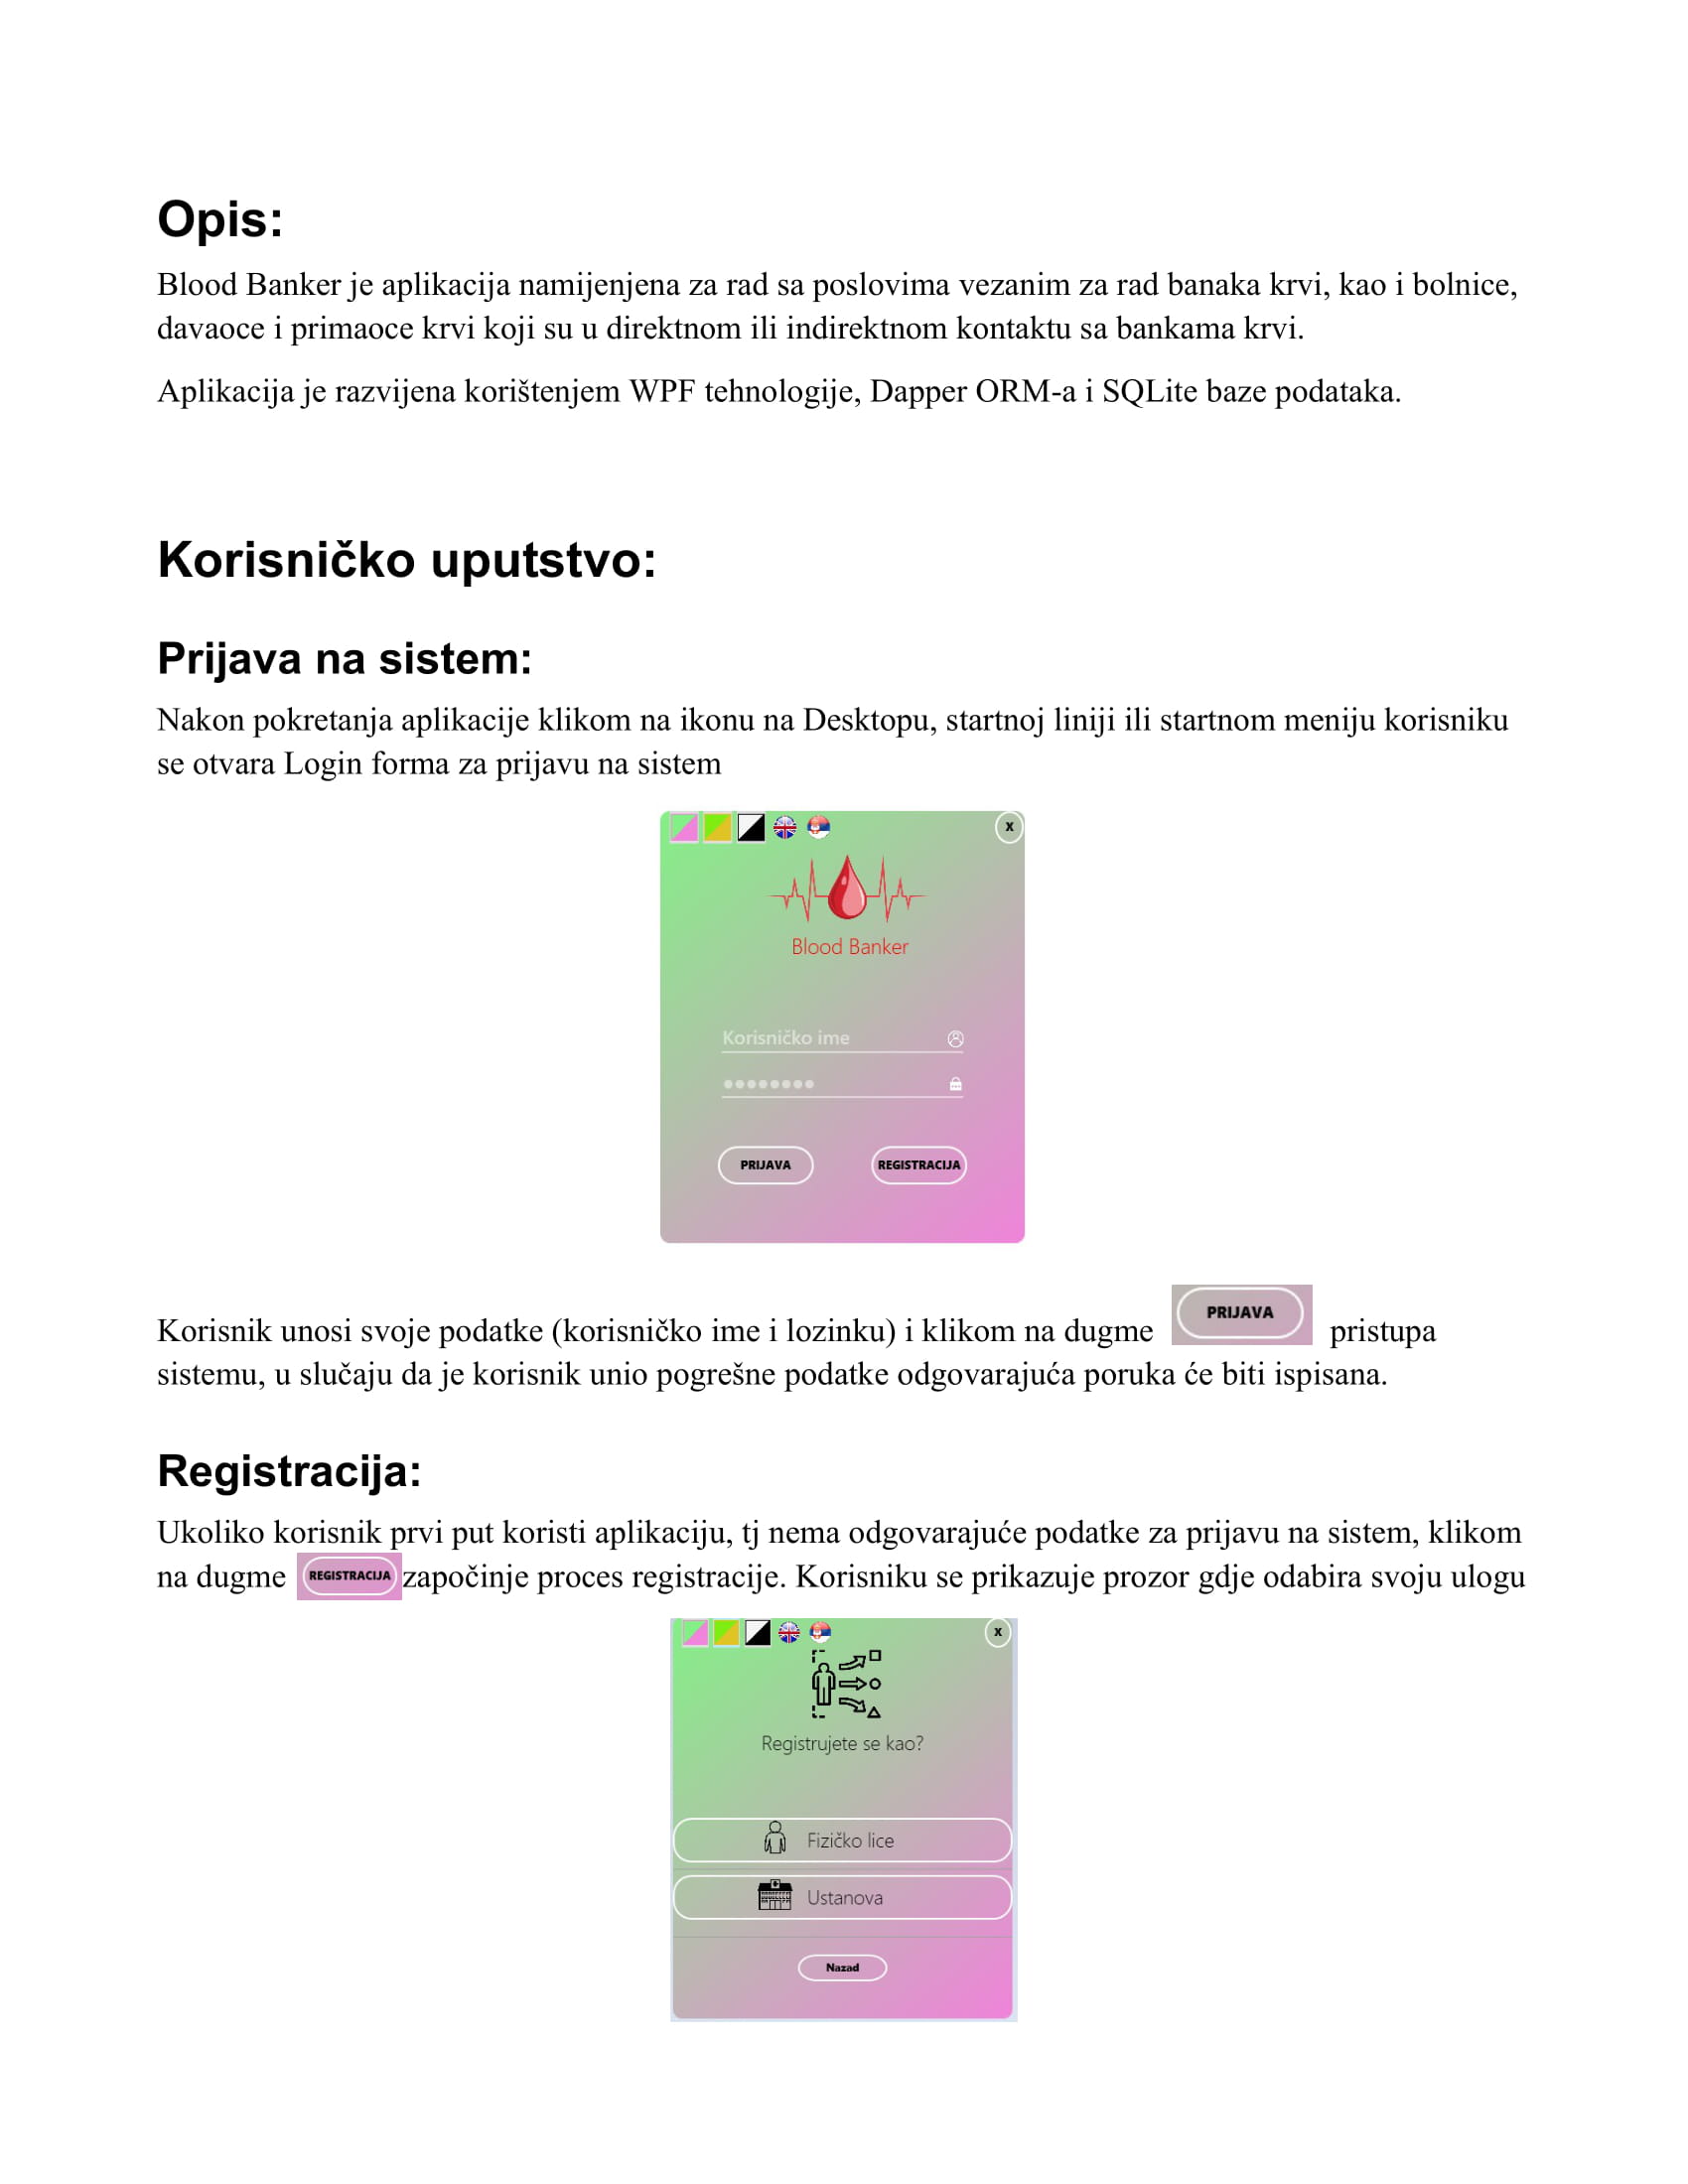 Opis:
Blood Banker je aplikacija namijenjena za rad sa poslovima vezanim za rad banaka krvi, kao i bolnice,
davaoce i primaoce krvi koji su u direktnom ili indirektnom kontaktu sa bankama krvi.
Aplikacija je razvijena korištenjem WPF tehnologije, Dapper ORM-a i SQLite baze podataka.
Korisničko uputstvo:
Prijava na sistem:
Nakon pokretanja aplikacije klikom na ikonu na Desktopu, startnoj liniji ili startnom meniju korisniku
se otvara Login forma za prijavu na sistem
X
Blood Banker
Korisničko ime
PRIJAVA REGISTRACIJA
Korisnik unosi svoje podatke (korisničko ime i lozinku) i klikom na dugme PRIJAVA pristupa
sistemu, u slučaju da je korisnik unio pogrešne podatke odgovarajuća poruka će biti ispisana.
Registracija:
Ukoliko korisnik prvi put koristi aplikaciju, tj nema odgovarajuće podatke za prijavu na sistem, klikom
na dugme REGISTRACIJA započinje proces registracije. Korisniku se prikazuje prozor gdje odabira svoju ulogu
X
Registrujete se kao?
Fizičko lice
Ustanova
Nazad